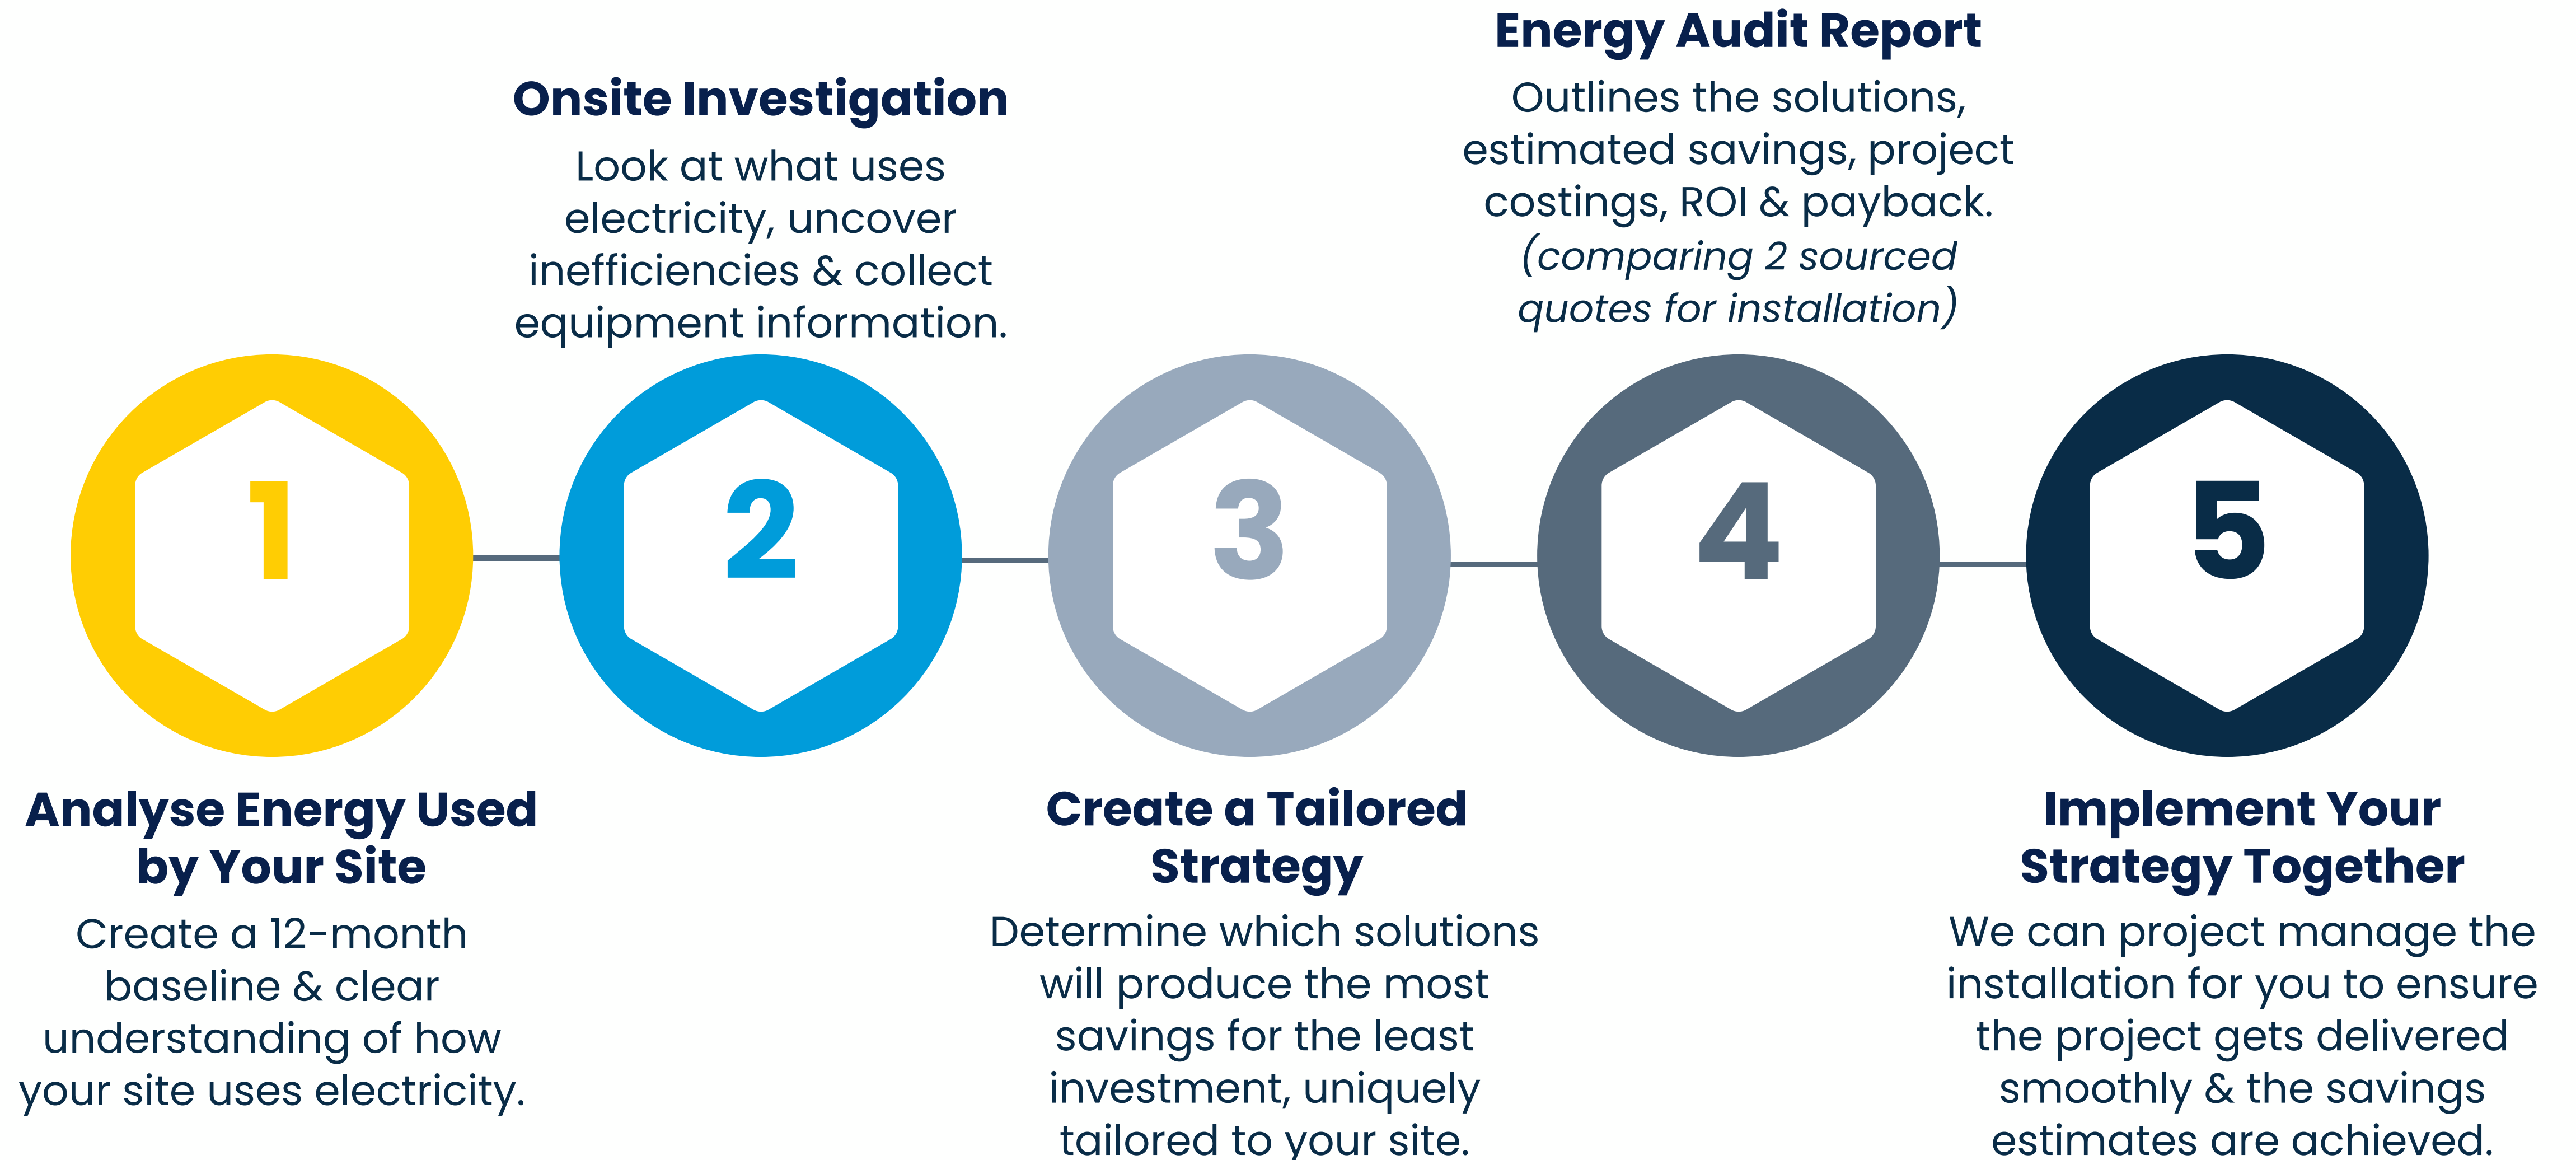 1
Analyse Energy Used
by Your Site
Create a 12-month
baseline & clear
understanding of how
your site uses electricity.
Onsite Investigation
Look at what uses
electricity, uncover
inefficiencies & collect
equipment information.
2
3
Create a Tailored
Strategy
Determine which solutions
will produce the most
savings for the least
investment, uniquely
tailored to your site.
Energy Audit Report
Outlines the solutions,
estimated savings, project
costings, ROI & payback.
(comparing 2 sourced
quotes for installation)
4
5
Implement Your
Strategy Together
We can project manage the
installation for you to ensure
the project gets delivered
smoothly & the savings
estimates are achieved.